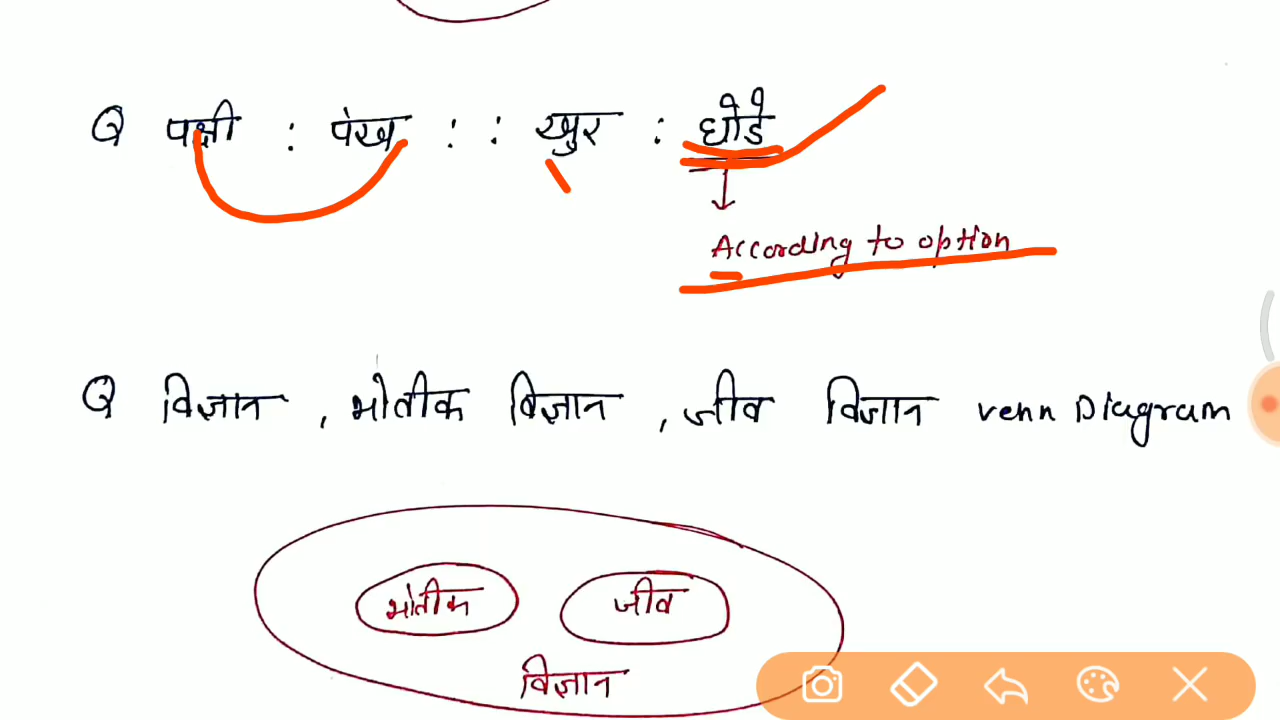 Q पक्षी : पंख : : खुर : घोडे
According to option
Q विज्ञान , भोतीक विज्ञान , जीव विज्ञान venn Diagram
भोतीक जीव
विज्ञान